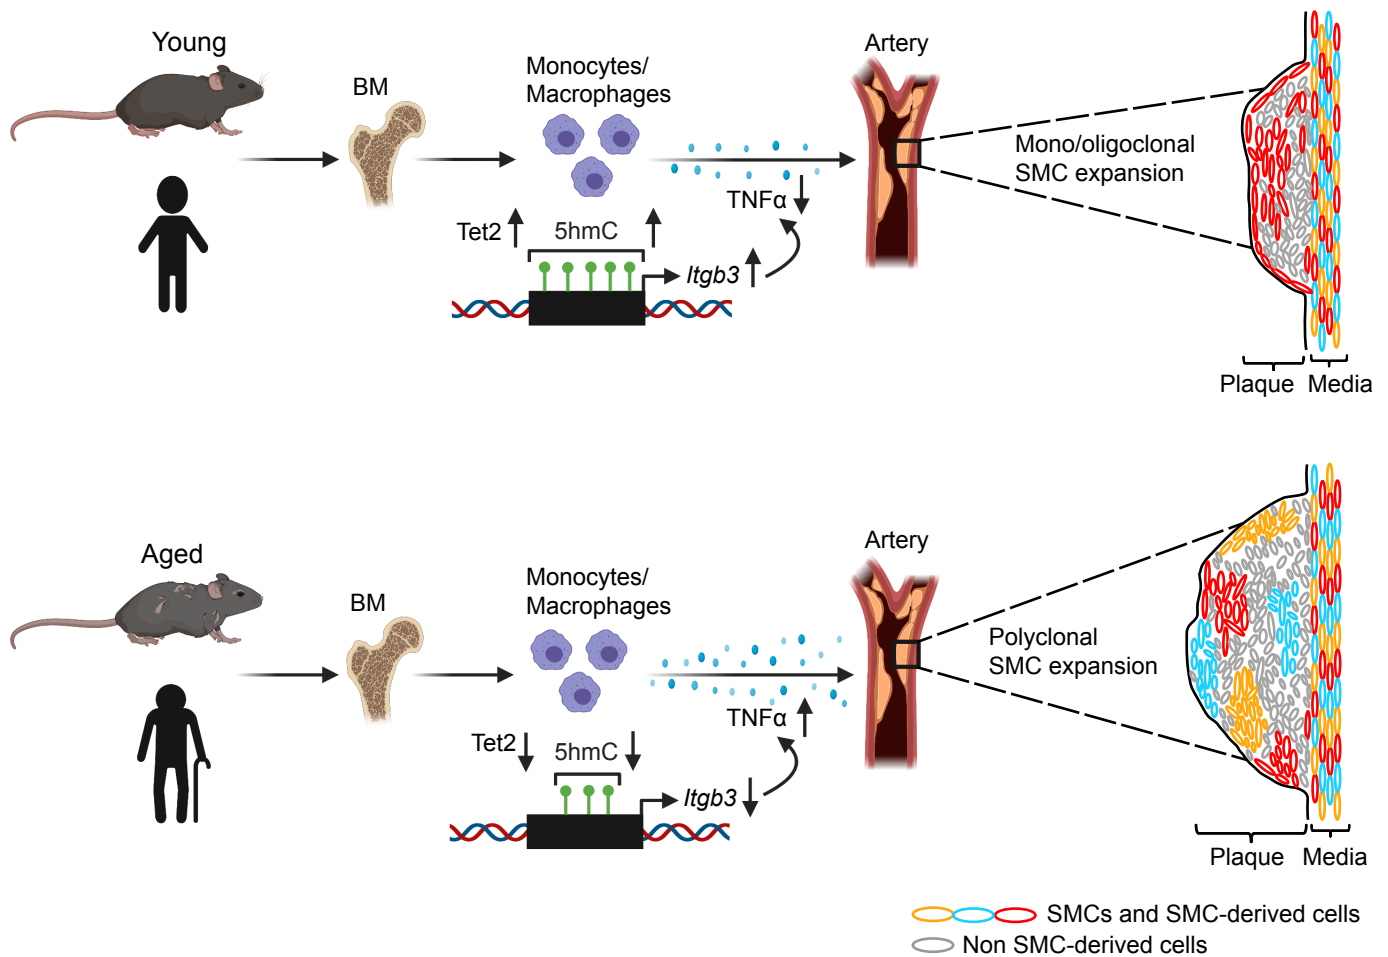 Young
BM
Monocytes/
Macrophages
Artery
TNFα
Tet2
5hmC
Itgb3
Mono/oligoclonal
SMC expansion
Plaque
Media
Aged
BM
Monocytes/
Macrophages
Artery
TNFα
Tet2
5hmC
Itgb3
Polyclonal
SMC expansion
Plaque
Media
SMCs and SMC-derived cells
Non SMC-derived cells